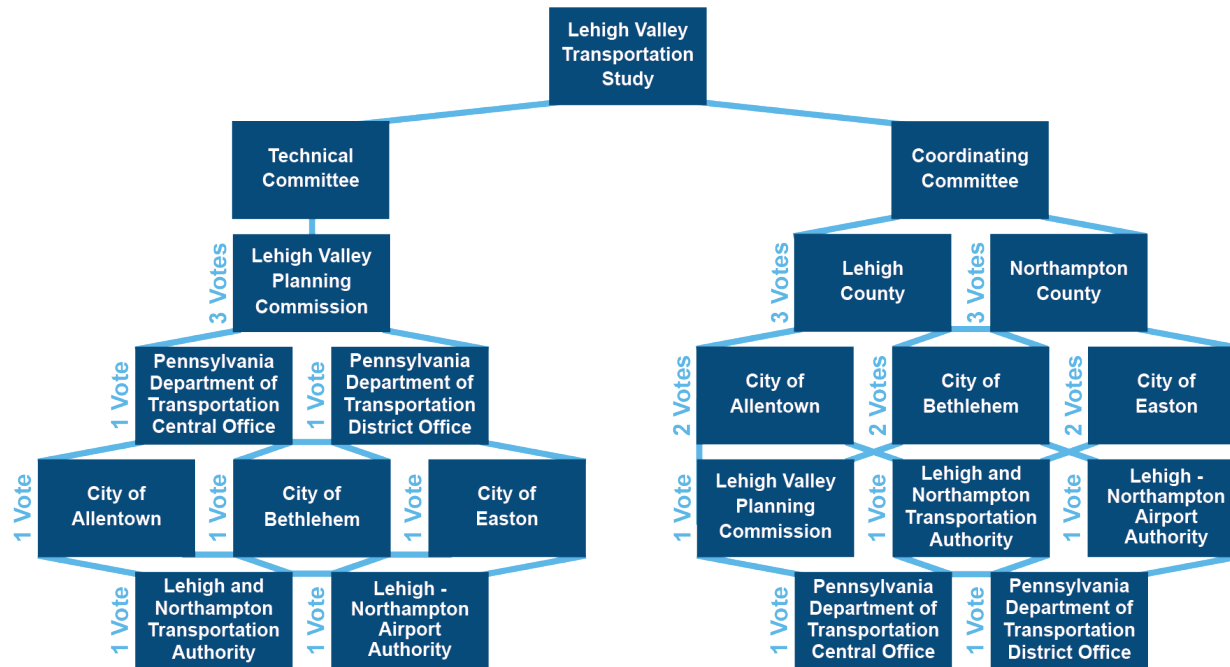 Lehigh Valley
Transportation
Study
Technical
Committee
Coordinating
Committee
3 Votes
Lehigh Valley
Planning
Commission
3 Votes
Lehigh
County
3 Votes
Northampton
County
1 Vote
Pennsylvania
Department of
Transportation
Central Office
1 Vote
Pennsylvania
Department of
Transportation
District Office
2 Votes
City of
Allentown
2 Votes
City of
Bethlehem
2 Votes
City of
Easton
1 Vote
City of
Allentown
1 Vote
City of
Bethlehem
1 Vote
City of
Easton
1 Vote
Lehigh Valley
Planning
Commission
1 Vote
Lehigh and
Northampton
Transportation
Authority
1 Vote
Lehigh -
Northampton
Airport
Authority
1 Vote
Lehigh and
Northampton
Transportation
Authority
1 Vote
Lehigh -
Northampton
Airport
Authority
1 Vote
Pennsylvania
Department of
Transportation
Central Office
1 Vote
Pennsylvania
Department of
Transportation
District Office